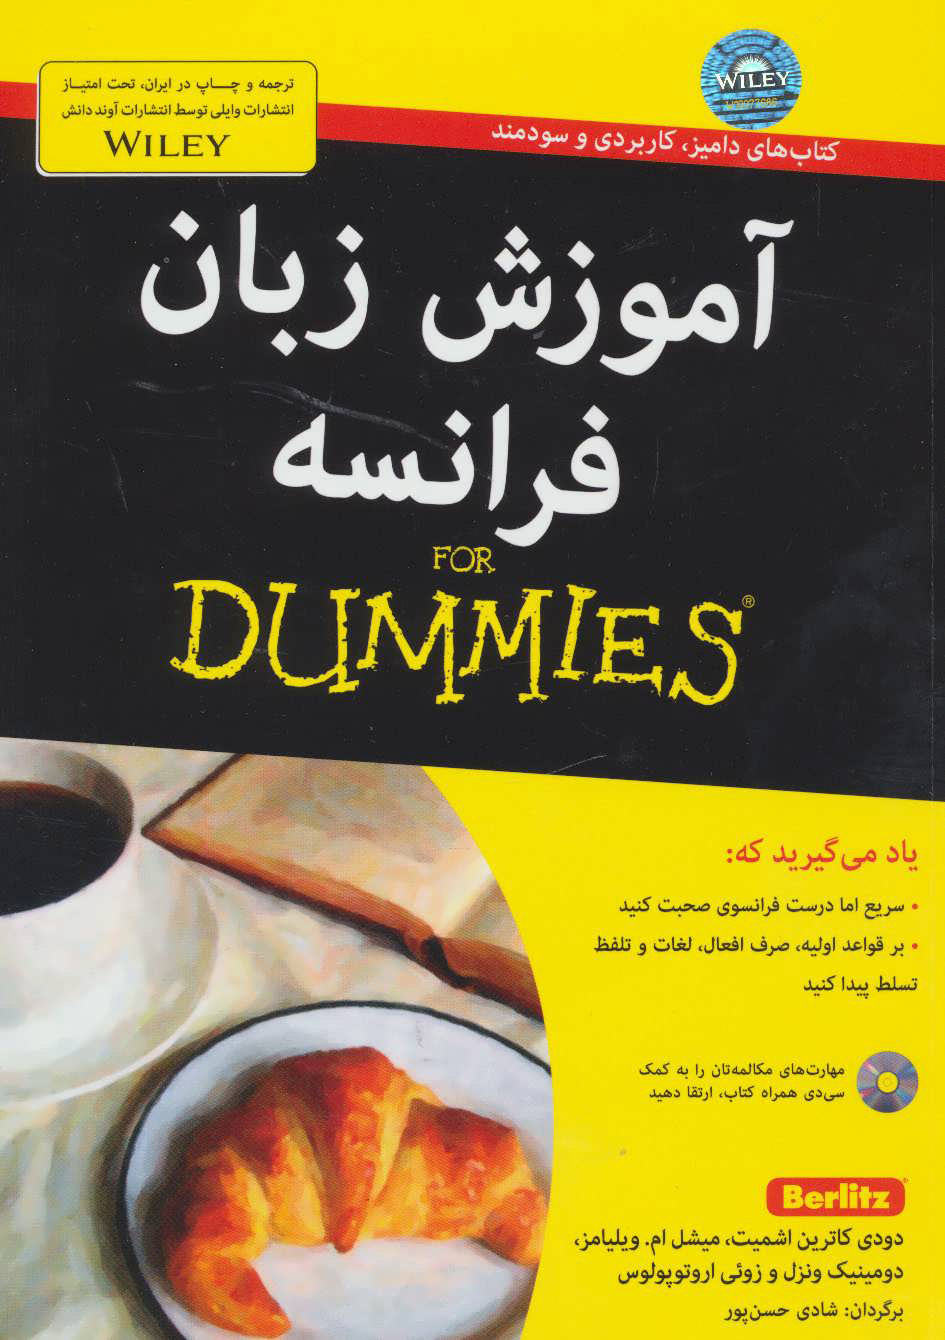 ترجمه و چاپ در ایران، تحت امتیاز
انتشارات وایلی توسط انتشارات آوند دانش
WILEY
WILEY
کتاب‌های دامیز، کاربردی و سودمند
آموزش زبان
فرانسه
FOR
DUMMIES®
یاد می‌گیرید که:
• سریع اما درست فرانسوی صحبت کنید
• بر قواعد اولیه، صرف افعال، لغات و تلفظ
تسلط پیدا کنید
مهارت‌های مکالمه‌تان را به کمک
سی‌دی همراه کتاب، ارتقا دهید
Berlitz®
دودی کاترین اشمیت، میشل ام. ویلیامز،
دومینیک ونزل و زوئی اروتوپولوس
برگردان: شادی حسن‌پور